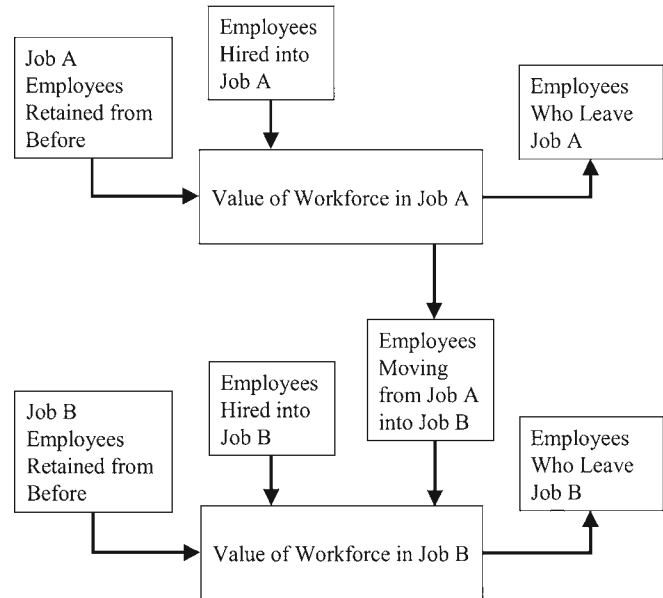 Job A
Employees
Retained from
Before
Employees
Hired into
Job A
Employees
Who Leave
Job A
Value of Workforce in Job A
Employees
Moving
from Job A
into Job B
Job B
Employees
Retained from
Before
Employees
Hired into
Job B
Employees
Who Leave
Job B
Value of Workforce in Job B